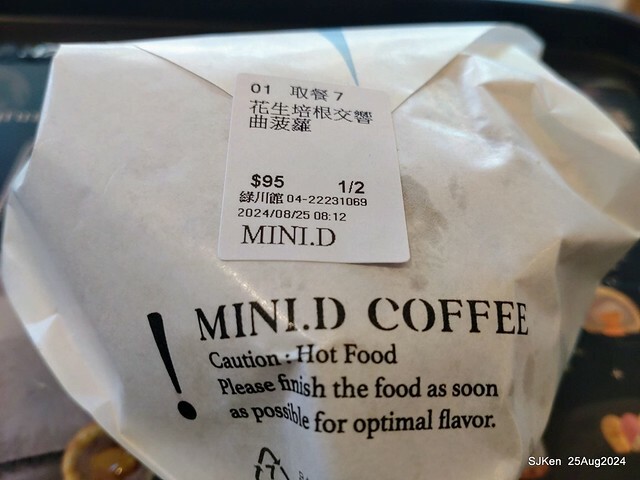 01 取餐 7
花生培根交響
曲菠蘿
$95 1/2
綠川館 04-22231069
2024/08/25 08:12
MINI.D
! MINI.D COFFEE
Caution : Hot Food
Please finish the food as soon
as possible for optimal flavor.
SJKen 25Aug2024